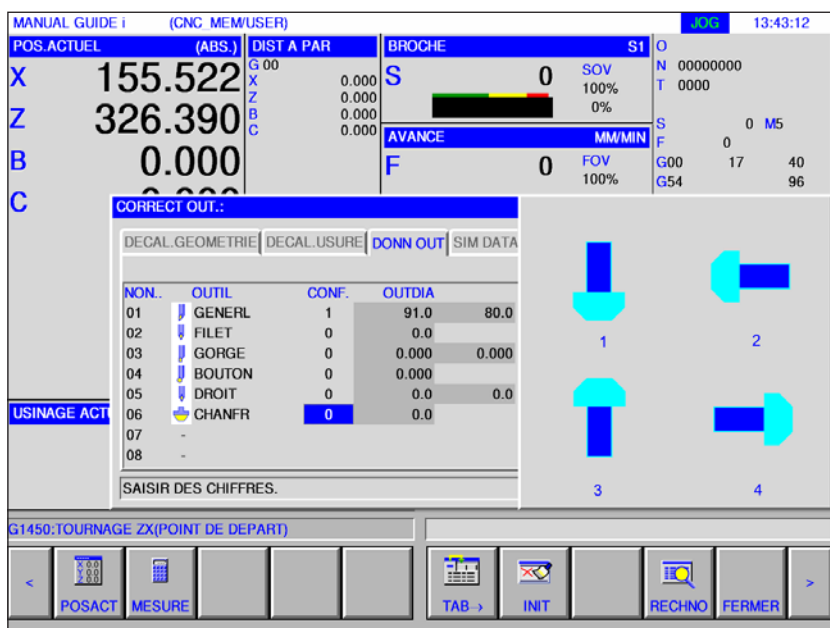 MANUAL GUIDE i (CNC_MEM/USER) JOG 13:43:12
POS.ACTUEL (ABS.) DIST A PAR BROCHE S1 O
G 00
X 155.522 X 0.000 S 0 SOV N 00000000
Z 0.000 100% T 0000
Z 326.390 B 0.000 0%
C 0.000 S 0 M5
AVANCE MM/MIN F 0
B 0.000 F 0 FOV G00 17 40
100% G54 96
C
CORRECT OUT.:
DECAL.GEOMETRIE DECAL.USURE DONN OUT SIM DATA
NON.. OUTIL CONF. OUTDIA
01 GENERL 1 91.0 80.0
02 FILET 0 0.0
03 GORGE 0 0.000 0.000
04 BOUTON 0 0.000
05 DROIT 0 0.0 0.0
06 CHANFR 0 0.0
07 -
08 -
SAISIR DES CHIFFRES.
1 2
3 4
USINAGE ACT
G1450:TOURNAGE ZX(POINT DE DEPART)
< POSACT MESURE TAB→ INIT RECHNO FERMER >